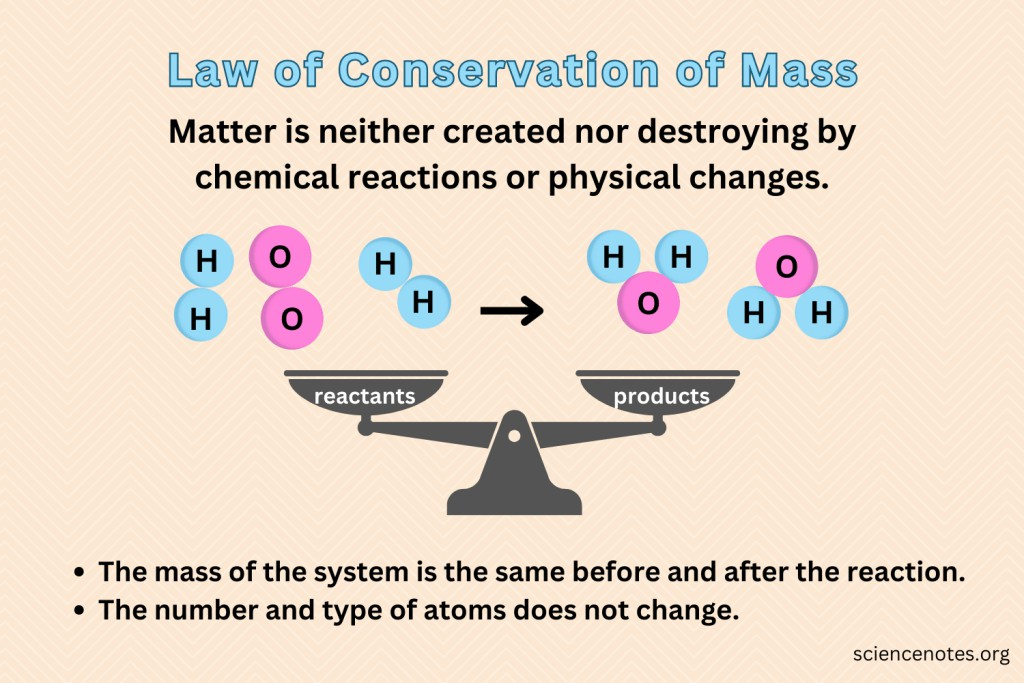 Law of Conservation of Mass
Matter is neither created nor destroying by
chemical reactions or physical changes.
H O H H H O
H O H O H H
reactants products
• The mass of the system is the same before and after the reaction.
• The number and type of atoms does not change.
sciencenotes.org